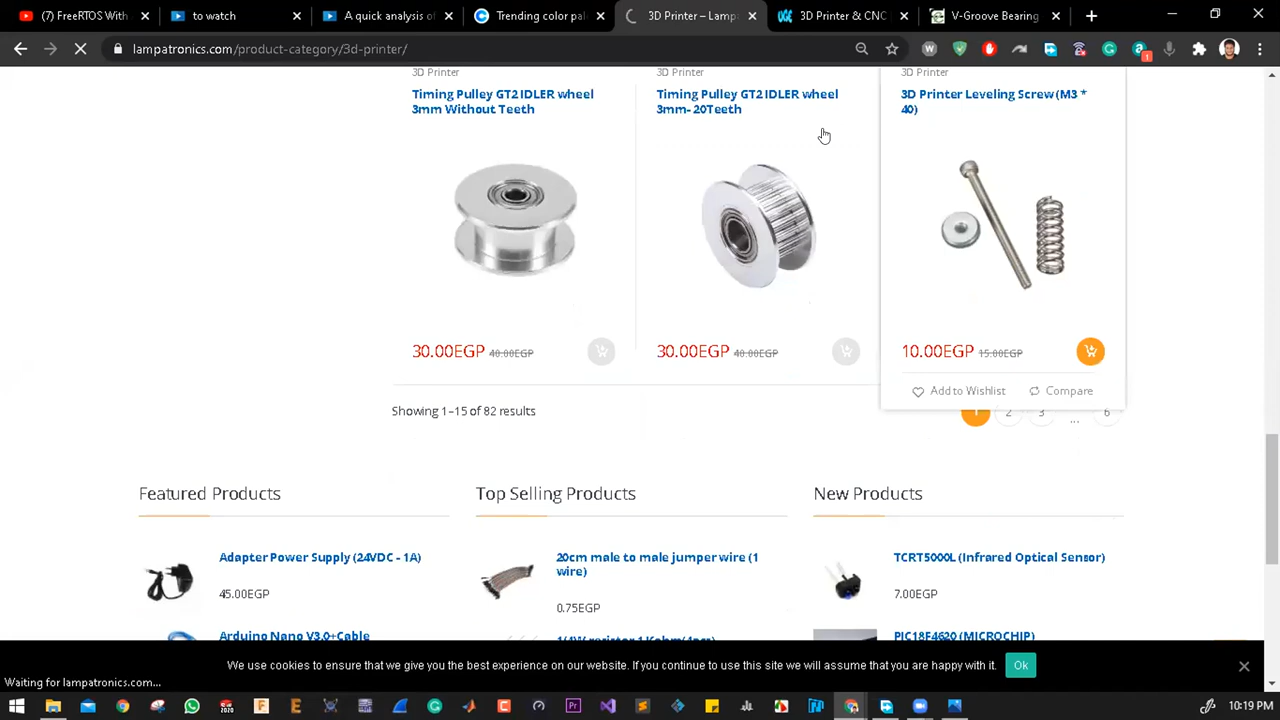 (7) FreeRTOS With
to watch
A quick analysis of
Trending color pa
3D Printer – Lamp
3D Printer & CNC
V-Groove Bearing
lampatronics.com/product-category/3d-printer/
3D Printer
3D Printer
3D Printer
Timing Pulley GT2 IDLER wheel
3mm Without Teeth
Timing Pulley GT2 IDLER wheel
3mm- 20Teeth
3D Printer Leveling Screw (M3 *
40)
30.00EGP 40.00EGP
30.00EGP 40.00EGP
10.00EGP 15.00EGP
Add to Wishlist
Compare
Showing 1–15 of 82 results
1 2 3 ... 6
Featured Products
Top Selling Products
New Products
Adapter Power Supply (24VDC - 1A)
45.00EGP
20cm male to male jumper wire (1
wire)
0.75EGP
TCRT5000L (Infrared Optical Sensor)
7.00EGP
Arduino Nano V3.0+Cable
1/4W resistor 1 Kohm(4pcs)
PIC18F4620 (MICROCHIP)
We use cookies to ensure that we give you the best experience on our website. If you continue to use this site we will assume that you are happy with it.
Ok
Waiting for lampatronics.com...
10:19 PM